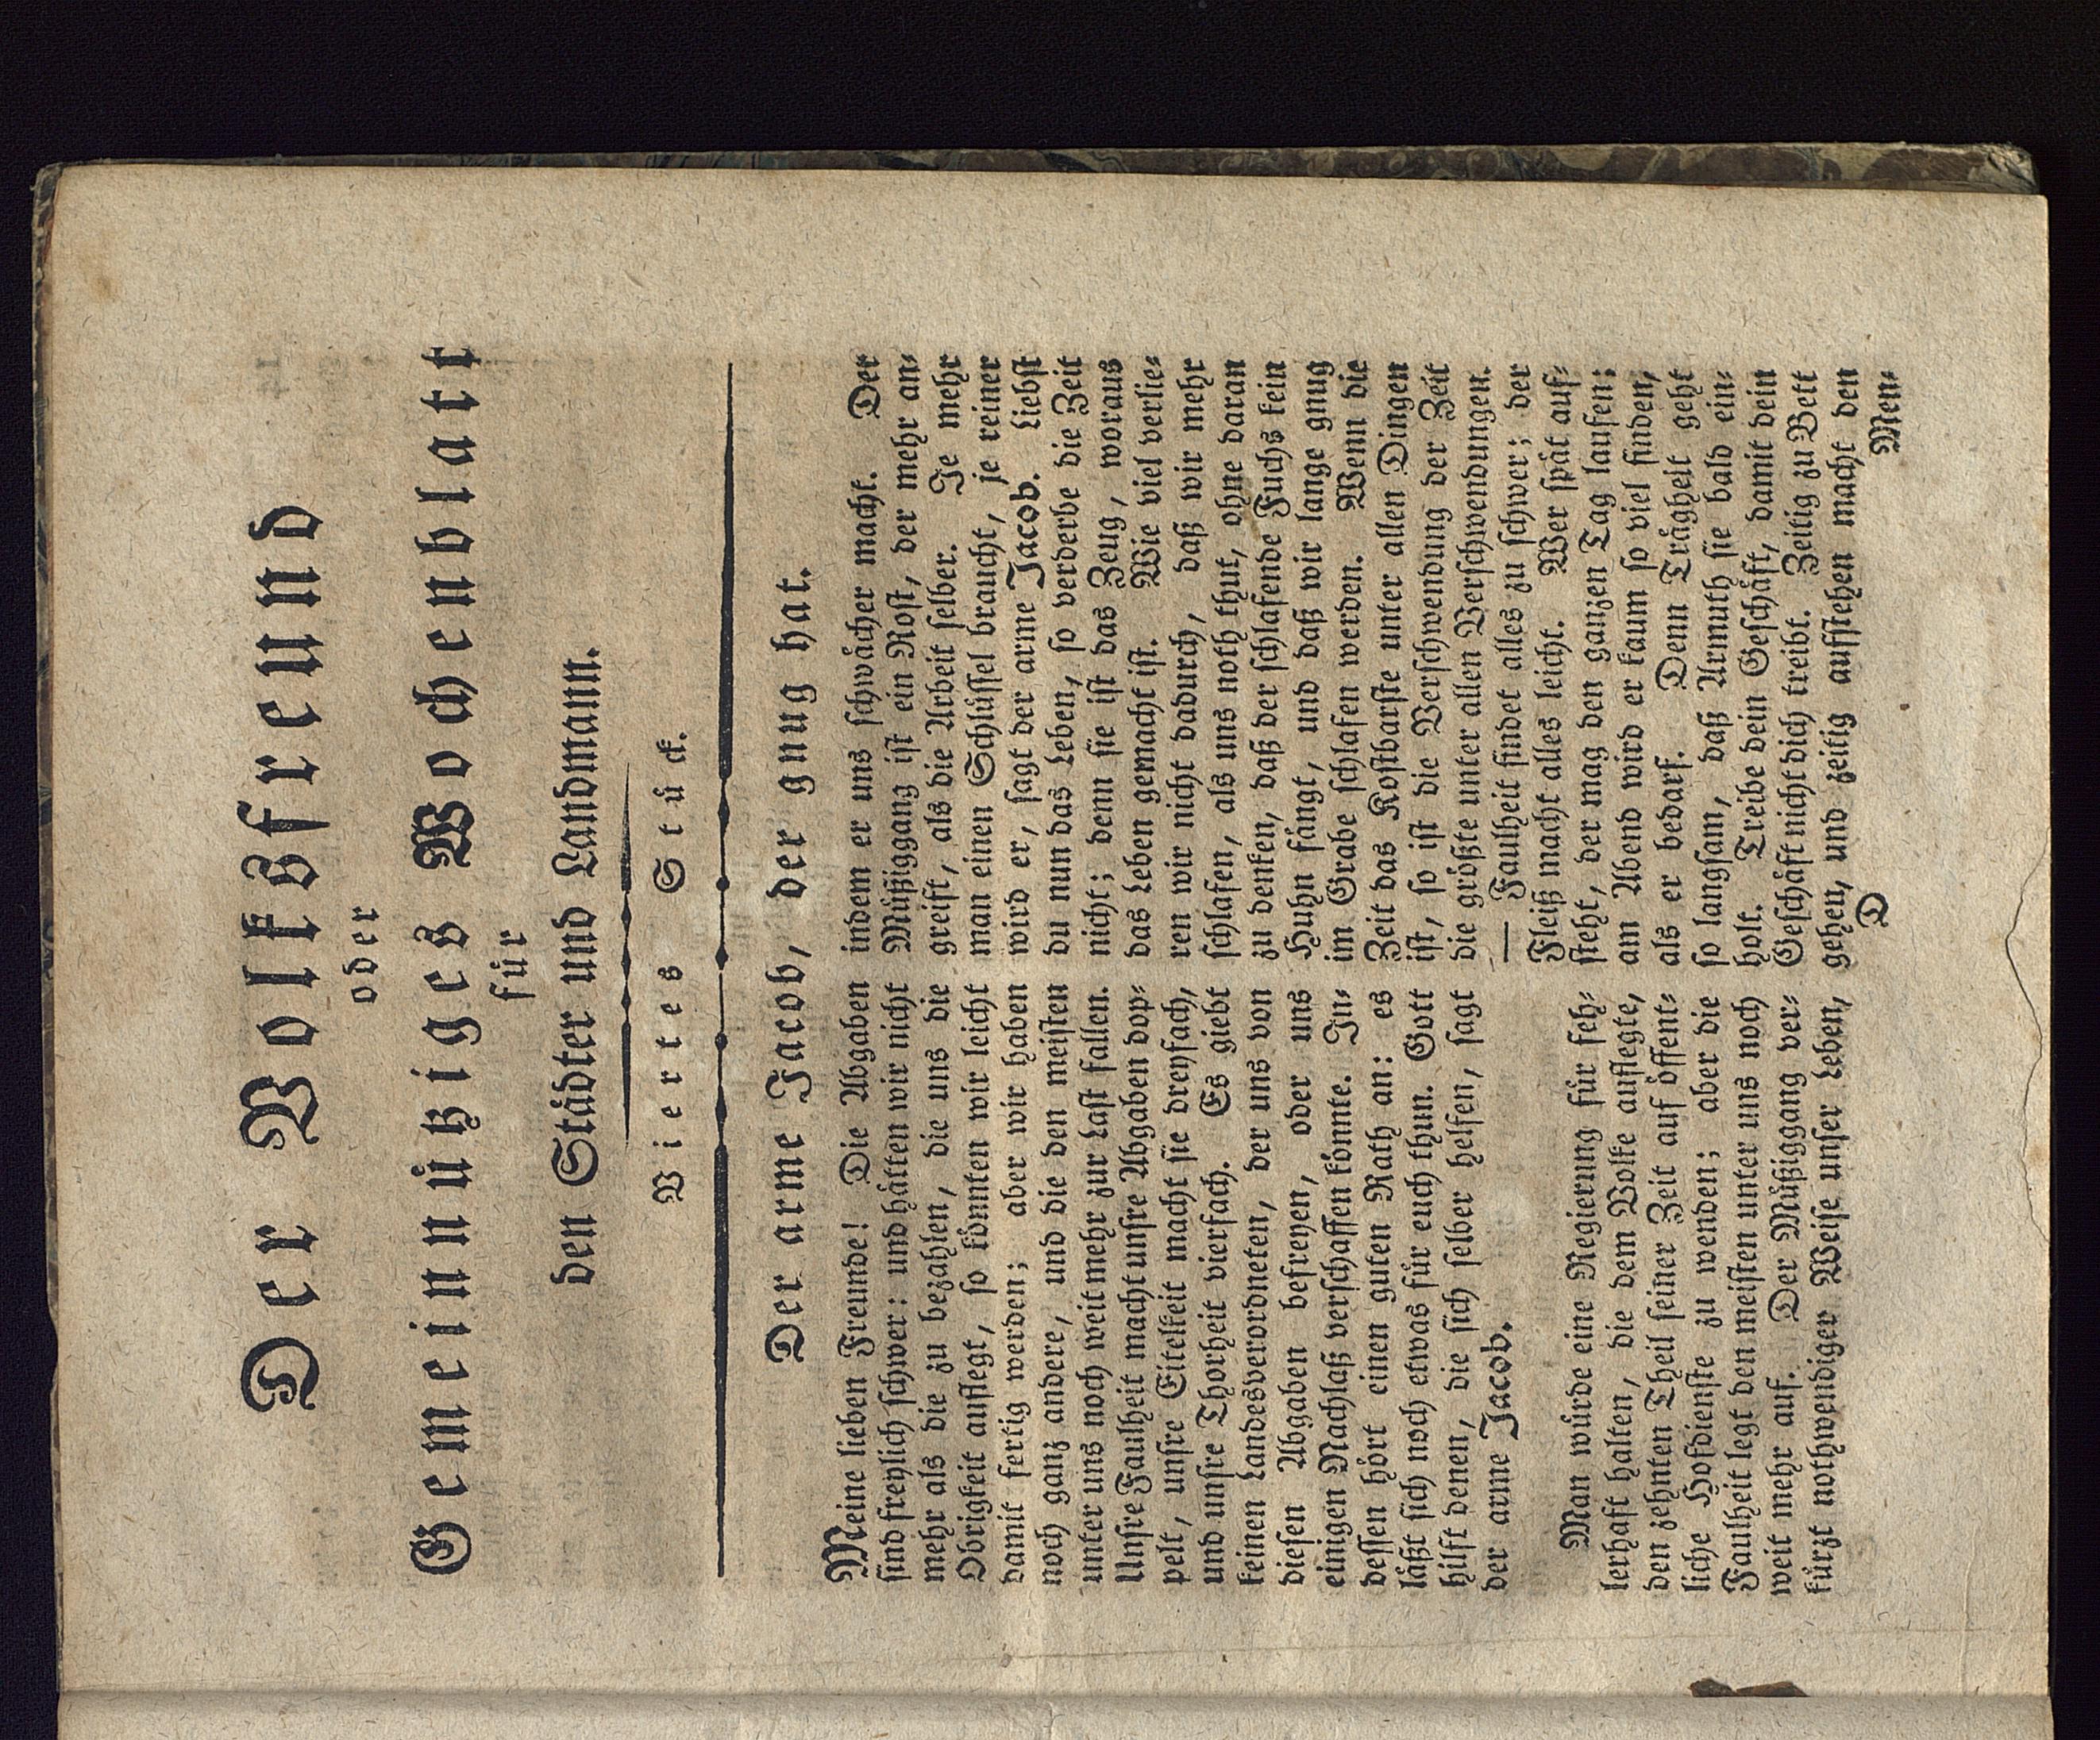 Der Volksfreund
oder
Gemeinnüziges Wochenblatt
für
den Städter und Landmann.
Viertes Stück.
Der arme Jacob, der gnug hat.
Meine lieben Freunde! Die Abgaben
sind freylich schwer: und hätten wir nicht
mehr als die zu bezahlen, die uns die
Obrigkeit auflegt, so könnten wir leicht
damit fertig werden; aber wir haben
noch ganz andere, und die den meisten
unter uns noch weit mehr zur Last fallen.
Unsre Faulheit macht unsre Abgaben dop-
pelt, unsre Eitelkeit macht sie dreyfach,
und unsre Thorheit vierfach. Es giebt
keinen Landesverordneten, der uns von
diesen Abgaben befreyen, oder uns
einigen Nachlaß verschaffen könnte. In-
dessen hört einen guten Rath an: es
läßt sich noch etwas für euch thun. Gott
hilft denen, die sich selber helfen, sagt
der arme Jacob.
Man würde eine Regierung für feh-
lerhaft halten, die dem Volke auflegte,
den zehnten Theil seiner Zeit auf öffent-
liche Hofdienste zu wenden; aber die
Faulheit legt den meisten unter uns noch
weit mehr auf. Der Müßiggang ver-
kürzt nothwendiger Weise unser Leben,
indem er uns schwächer macht. Der
Müßiggang ist ein Rost, der mehr an-
greift, als die Arbeit selber. Je mehr
man einen Schlüssel braucht, je reiner
wird er, sagt der arme Jacob. Liebst
du nun das Leben, so verderbe die Zeit
nicht; denn sie ist das Zeug, woraus
das Leben gemacht ist. Wie viel verlie-
ren wir nicht dadurch, daß wir mehr
schlafen, als uns noth thut, ohne daran
zu denken, daß der schlafende Fuchs kein
Huhn fängt, und daß wir lange gnug
im Grabe schlafen werden. Wenn die
Zeit das Kostbarste unter allen Dingen
ist, so ist die Verschwendung der Zeit
die größte unter allen Verschwendungen.
— Faulheit findet alles zu schwer; der
Fleiß macht alles leicht. Wer spät auf-
steht, der mag den ganzen Tag laufen;
am Abend wird er kaum so viel finden,
als er bedarf. Denn Trägheit geht
so langsam, daß Armuth sie bald ein-
holt. Treibe dein Geschäft, damit dein
Geschäft nicht dich treibt. Zeitig zu Bett
gehen, und zeitig aufstehen macht den
D Men-